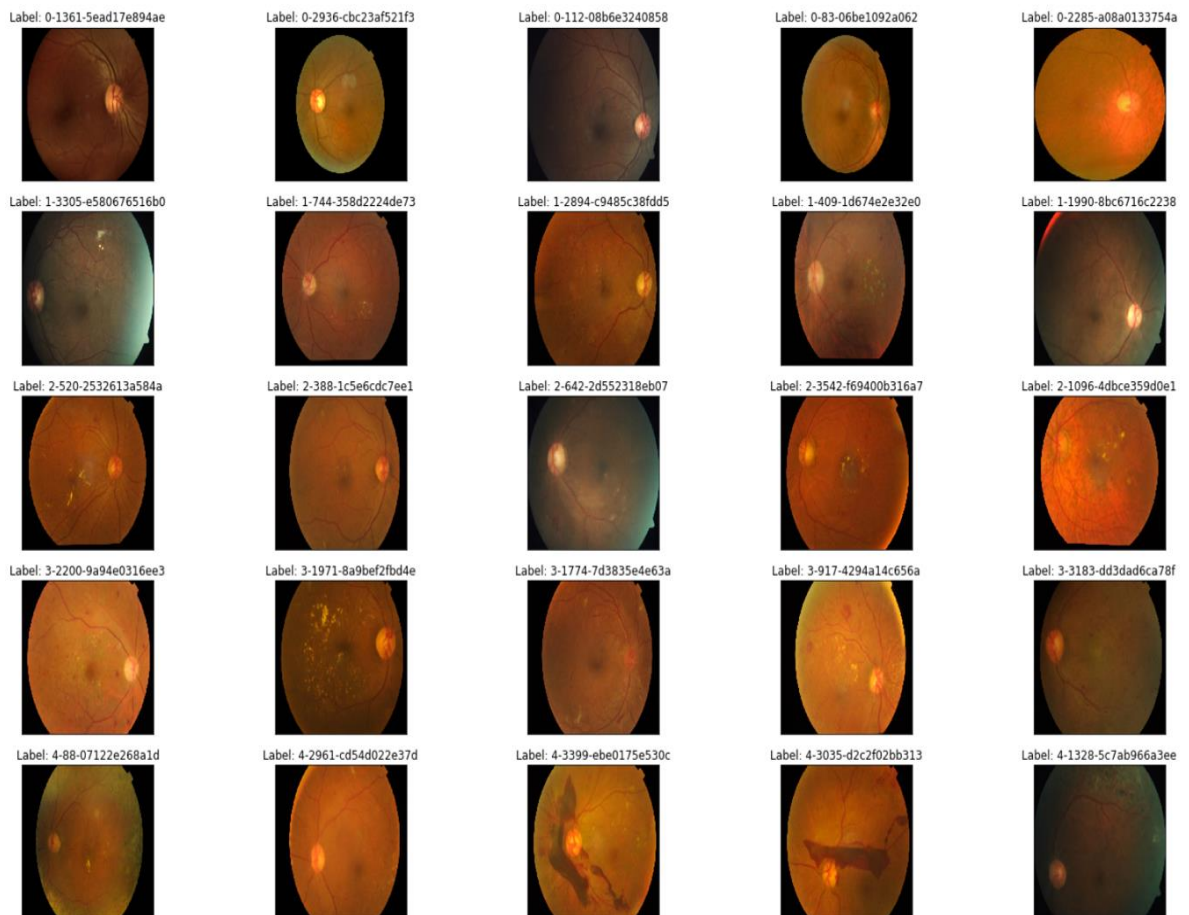 Label: 0-1361-5ead17e894ae
Label: 0-2936-cbc23af521f3
Label: 0-112-08b6e3240858
Label: 0-83-06be1092a062
Label: 0-2285-a08a0133754a
Label: 1-3305-e580676516b0
Label: 1-744-358d2224de73
Label: 1-2894-c9485c38fdd5
Label: 1-409-1d674e2e32e0
Label: 1-1990-8bc6716c2238
Label: 2-520-2532613a584a
Label: 2-388-1c5e6cdc7ee1
Label: 2-642-2d552318eb07
Label: 2-3542-f69400b316a7
Label: 2-1096-4dbce359d0e1
Label: 3-2200-9a94e0316ee3
Label: 3-1971-8a9bef2fbd4e
Label: 3-1774-7d3835e4e63a
Label: 3-917-4294a14c656a
Label: 3-3183-dd3dad6ca78f
Label: 4-88-07122e268a1d
Label: 4-2961-cd54d022e37d
Label: 4-3399-ebe0175e530c
Label: 4-3035-d2c2f02bb313
Label: 4-1328-5c7ab966a3ee